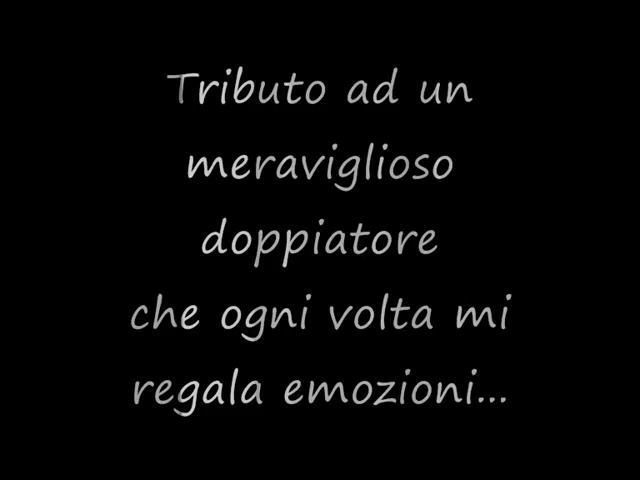 Tributo ad un
meraviglioso
doppiatore
che ogni volta mi
regala emozioni...